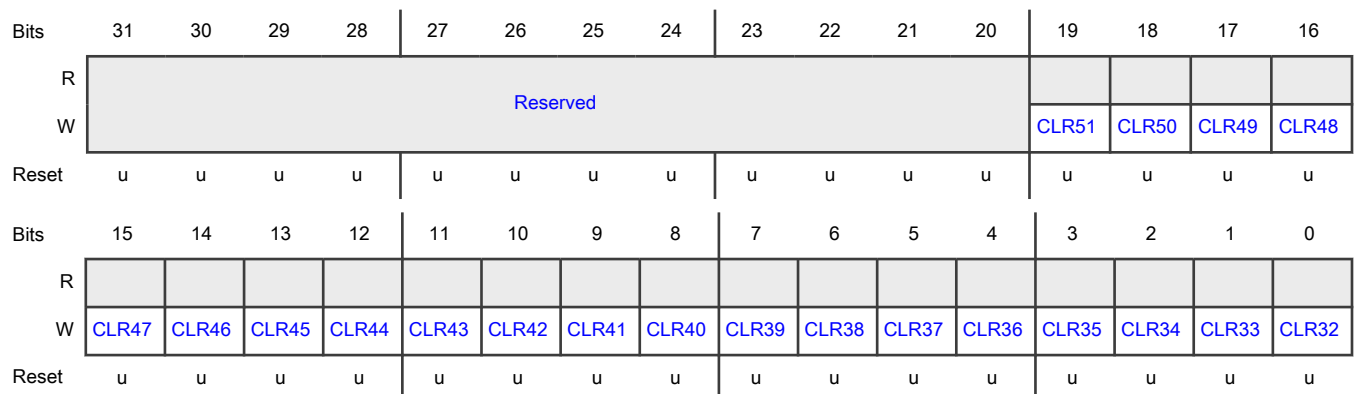 Bits 31 30 29 28 27 26 25 24 23 22 21 20 19 18 17 16
R
Reserved
W CLR51 CLR50 CLR49 CLR48
Reset u u u u u u u u u u u u u u u u
Bits 15 14 13 12 11 10 9 8 7 6 5 4 3 2 1 0
R
W CLR47 CLR46 CLR45 CLR44 CLR43 CLR42 CLR41 CLR40 CLR39 CLR38 CLR37 CLR36 CLR35 CLR34 CLR33 CLR32
Reset u u u u u u u u u u u u u u u u